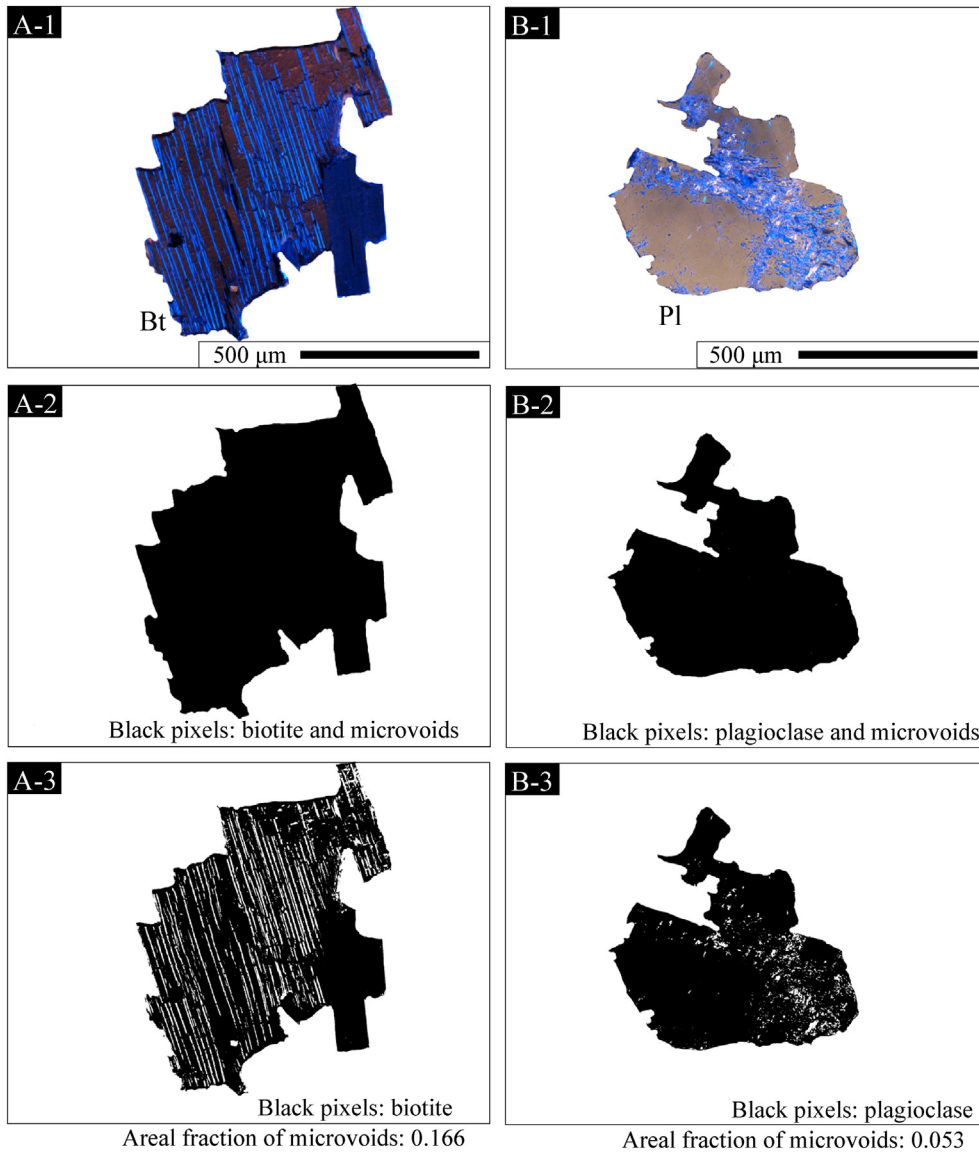 A-1
Bt
500 µm
B-1
Pl
500 µm
A-2
Black pixels: biotite and microvoids
B-2
Black pixels: plagioclase and microvoids
A-3
Black pixels: biotite
Areal fraction of microvoids: 0.166
B-3
Black pixels: plagioclase
Areal fraction of microvoids: 0.053